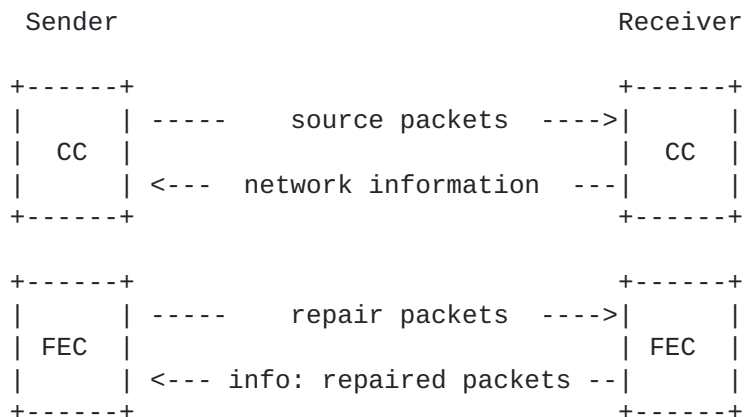 Sender                                Receiver
+------+                              +------+
|      | -----    source packets  ---->|      |
|  CC  |                              |  CC  |
|      | <---  network information  ---|      |
+------+                              +------+
+------+                              +------+
|      | -----    repair packets  ---->|      |
| FEC  |                              | FEC  |
|      | <--- info: repaired packets --|      |
+------+                              +------+